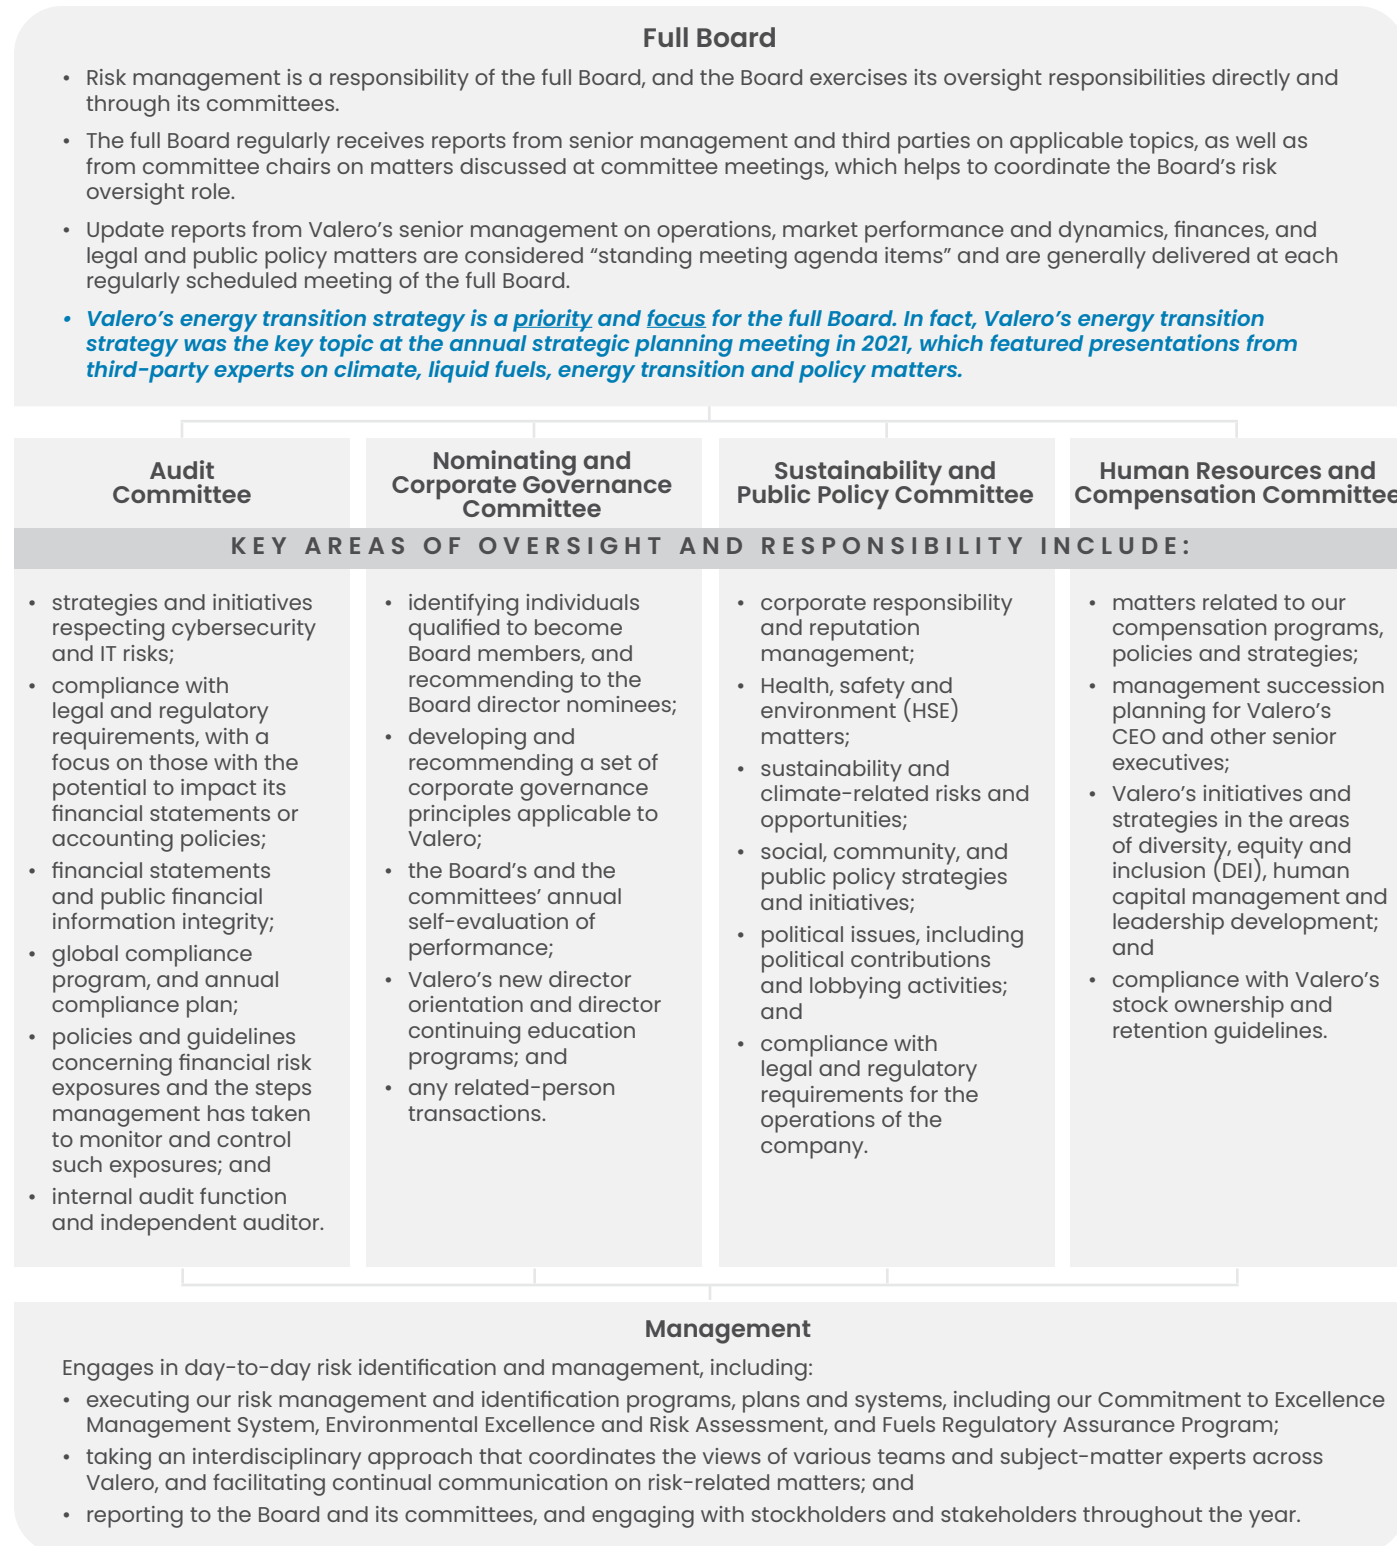 Full Board
• Risk management is a responsibility of the full Board, and the Board exercises its oversight responsibilities directly and
through its committees.
• The full Board regularly receives reports from senior management and third parties on applicable topics, as well as
from committee chairs on matters discussed at committee meetings, which helps to coordinate the Board’s risk
oversight role.
• Update reports from Valero’s senior management on operations, market performance and dynamics, finances, and
legal and public policy matters are considered “standing meeting agenda items” and are generally delivered at each
regularly scheduled meeting of the full Board.
• Valero’s energy transition strategy is a priority and focus for the full Board. In fact, Valero’s energy transition
strategy was the key topic at the annual strategic planning meeting in 2021, which featured presentations from
third-party experts on climate, liquid fuels, energy transition and policy matters.
Audit
Committee
Nominating and
Corporate Governance
Committee
Sustainability and
Public Policy Committee
Human Resources and
Compensation Committee
KEY AREAS OF OVERSIGHT AND RESPONSIBILITY INCLUDE:
• strategies and initiatives
respecting cybersecurity
and IT risks;
• compliance with
legal and regulatory
requirements, with a
focus on those with the
potential to impact its
financial statements or
accounting policies;
• financial statements
and public financial
information integrity;
• global compliance
program, and annual
compliance plan;
• policies and guidelines
concerning financial risk
exposures and the steps
management has taken
to monitor and control
such exposures; and
• internal audit function
and independent auditor.
• identifying individuals
qualified to become
Board members, and
recommending to the
Board director nominees;
• developing and
recommending a set of
corporate governance
principles applicable to
Valero;
• the Board’s and the
committees’ annual
self-evaluation of
performance;
• Valero’s new director
orientation and director
continuing education
programs; and
• any related-person
transactions.
• corporate responsibility
and reputation
management;
• Health, safety and
environment (HSE)
matters;
• sustainability and
climate-related risks and
opportunities;
• social, community, and
public policy strategies
and initiatives;
• political issues, including
political contributions
and lobbying activities;
and
• compliance with
legal and regulatory
requirements for the
operations of the
company.
• matters related to our
compensation programs,
policies and strategies;
• management succession
planning for Valero’s
CEO and other senior
executives;
• Valero’s initiatives and
strategies in the areas
of diversity, equity and
inclusion (DEI), human
capital management and
leadership development;
and
• compliance with Valero’s
stock ownership and
retention guidelines.
Management
Engages in day-to-day risk identification and management, including:
• executing our risk management and identification programs, plans and systems, including our Commitment to Excellence
Management System, Environmental Excellence and Risk Assessment, and Fuels Regulatory Assurance Program;
• taking an interdisciplinary approach that coordinates the views of various teams and subject-matter experts across
Valero, and facilitating continual communication on risk-related matters; and
• reporting to the Board and its committees, and engaging with stockholders and stakeholders throughout the year.